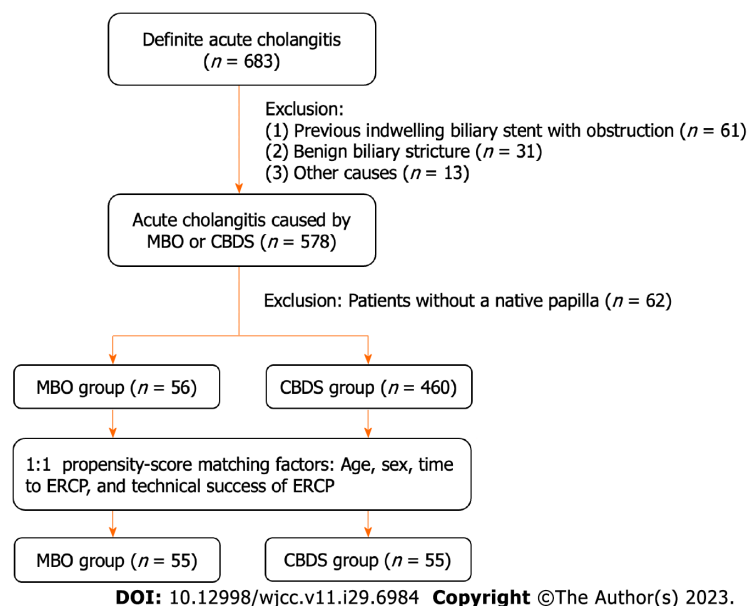 Definite acute cholangitis
(n = 683)
Exclusion:
(1) Previous indwelling biliary stent with obstruction (n = 61)
(2) Benign biliary stricture (n = 31)
(3) Other causes (n = 13)
Acute cholangitis caused by
MBO or CBDS (n = 578)
Exclusion: Patients without a native papilla (n = 62)
MBO group (n = 56)
CBDS group (n = 460)
1:1 propensity-score matching factors: Age, sex, time
to ERCP, and technical success of ERCP
MBO group (n = 55)
CBDS group (n = 55)
DOI: 10.12998/wjcc.v11.i29.6984 Copyright ©The Author(s) 2023.